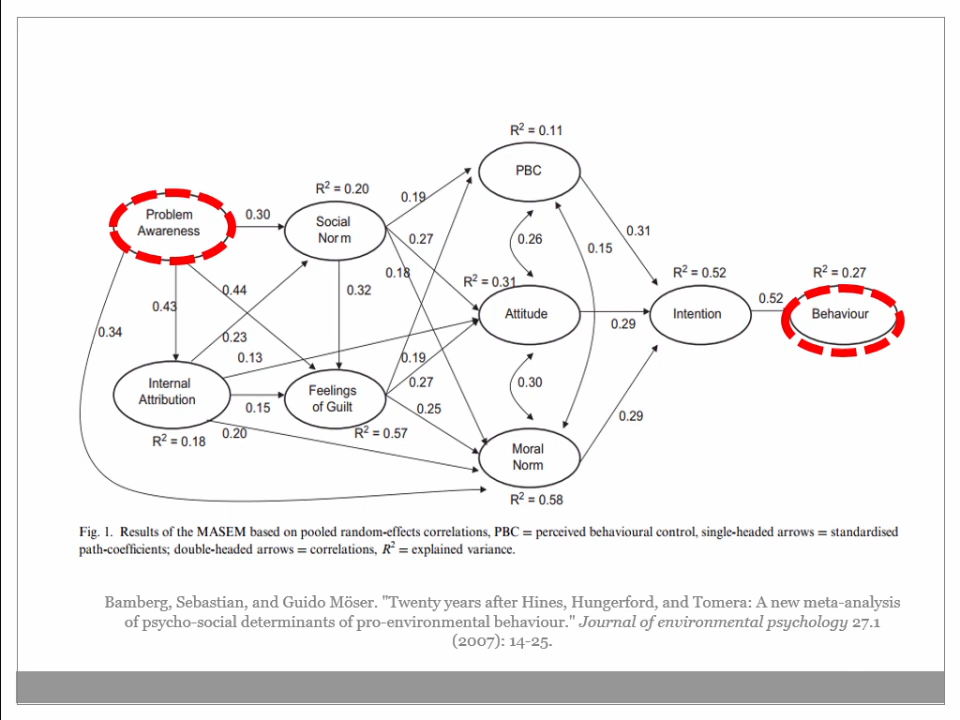 R² = 0.11
PBC
R² = 0.20
0.19
Problem
Awareness
0.30
Social
Norm
0.27
0.26
0.31
0.15
R² = 0.52
R² = 0.27
0.18
R² = 0.31
0.44
0.32
0.43
0.52
Attitude
Intention
Behaviour
0.29
0.34
0.23
0.13
0.19
Internal
Attribution
Feelings
of Guilt
0.27
0.30
0.15
0.25
0.29
R² = 0.18
0.20
R² = 0.57
Moral
Norm
R² = 0.58
Fig. 1. Results of the MASEM based on pooled random-effects correlations, PBC = perceived behavioural control, single-headed arrows = standardised
path-coefficients; double-headed arrows = correlations, R² = explained variance.
Bamberg, Sebastian, and Guido Möser. "Twenty years after Hines, Hungerford, and Tomera: A new meta-analysis
of psycho-social determinants of pro-environmental behaviour." Journal of environmental psychology 27.1
(2007): 14-25.